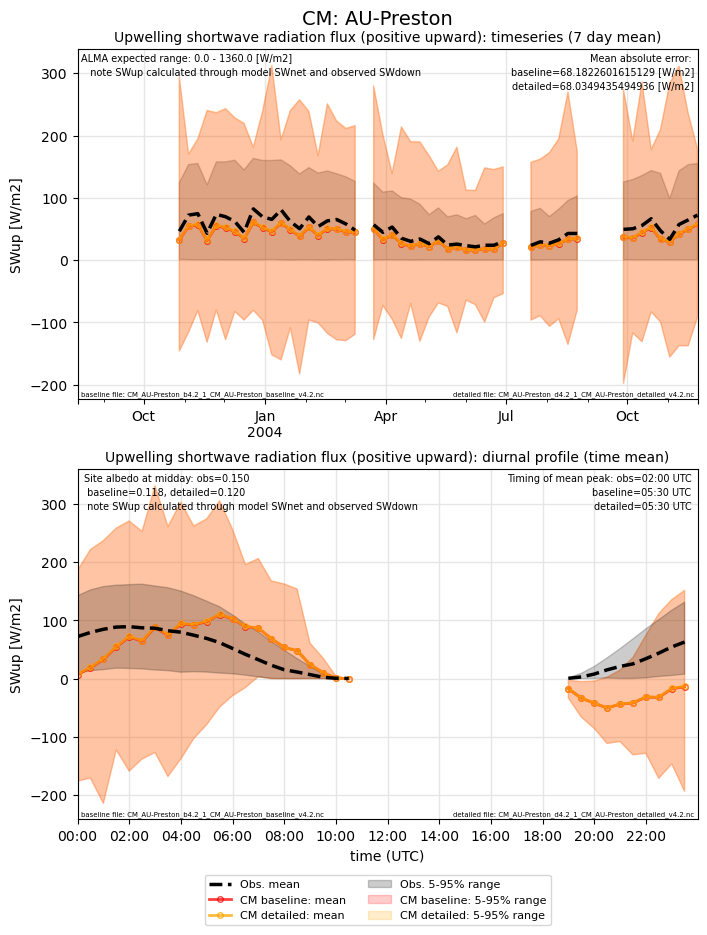 CM: AU-Preston
Upwelling shortwave radiation flux (positive upward): timeseries (7 day mean)
ALMA expected range: 0.0 - 1360.0 [W/m2]
note SWup calculated through model SWnet and observed SWdown
Mean absolute error:
baseline=68.1822601615129 [W/m2]
detailed=68.0349435494936 [W/m2]
SWup [W/m2]
300
200
100
0
−100
−200
baseline file: CM_AU-Preston_b4.2_1_CM_AU-Preston_baseline_v4.2.nc
detailed file: CM_AU-Preston_d4.2_1_CM_AU-Preston_detailed_v4.2.nc
Oct
Jan
2004
Apr
Jul
Oct
Upwelling shortwave radiation flux (positive upward): diurnal profile (time mean)
Site albedo at midday: obs=0.150
baseline=0.118, detailed=0.120
note SWup calculated through model SWnet and observed SWdown
Timing of mean peak: obs=02:00 UTC
baseline=05:30 UTC
detailed=05:30 UTC
SWup [W/m2]
300
200
100
0
−100
−200
baseline file: CM_AU-Preston_b4.2_1_CM_AU-Preston_baseline_v4.2.nc
detailed file: CM_AU-Preston_d4.2_1_CM_AU-Preston_detailed_v4.2.nc
00:00
02:00
04:00
06:00
08:00
10:00
12:00
14:00
16:00
18:00
20:00
22:00
time (UTC)
Obs. mean
CM baseline: mean
CM detailed: mean
Obs. 5-95% range
CM baseline: 5-95% range
CM detailed: 5-95% range